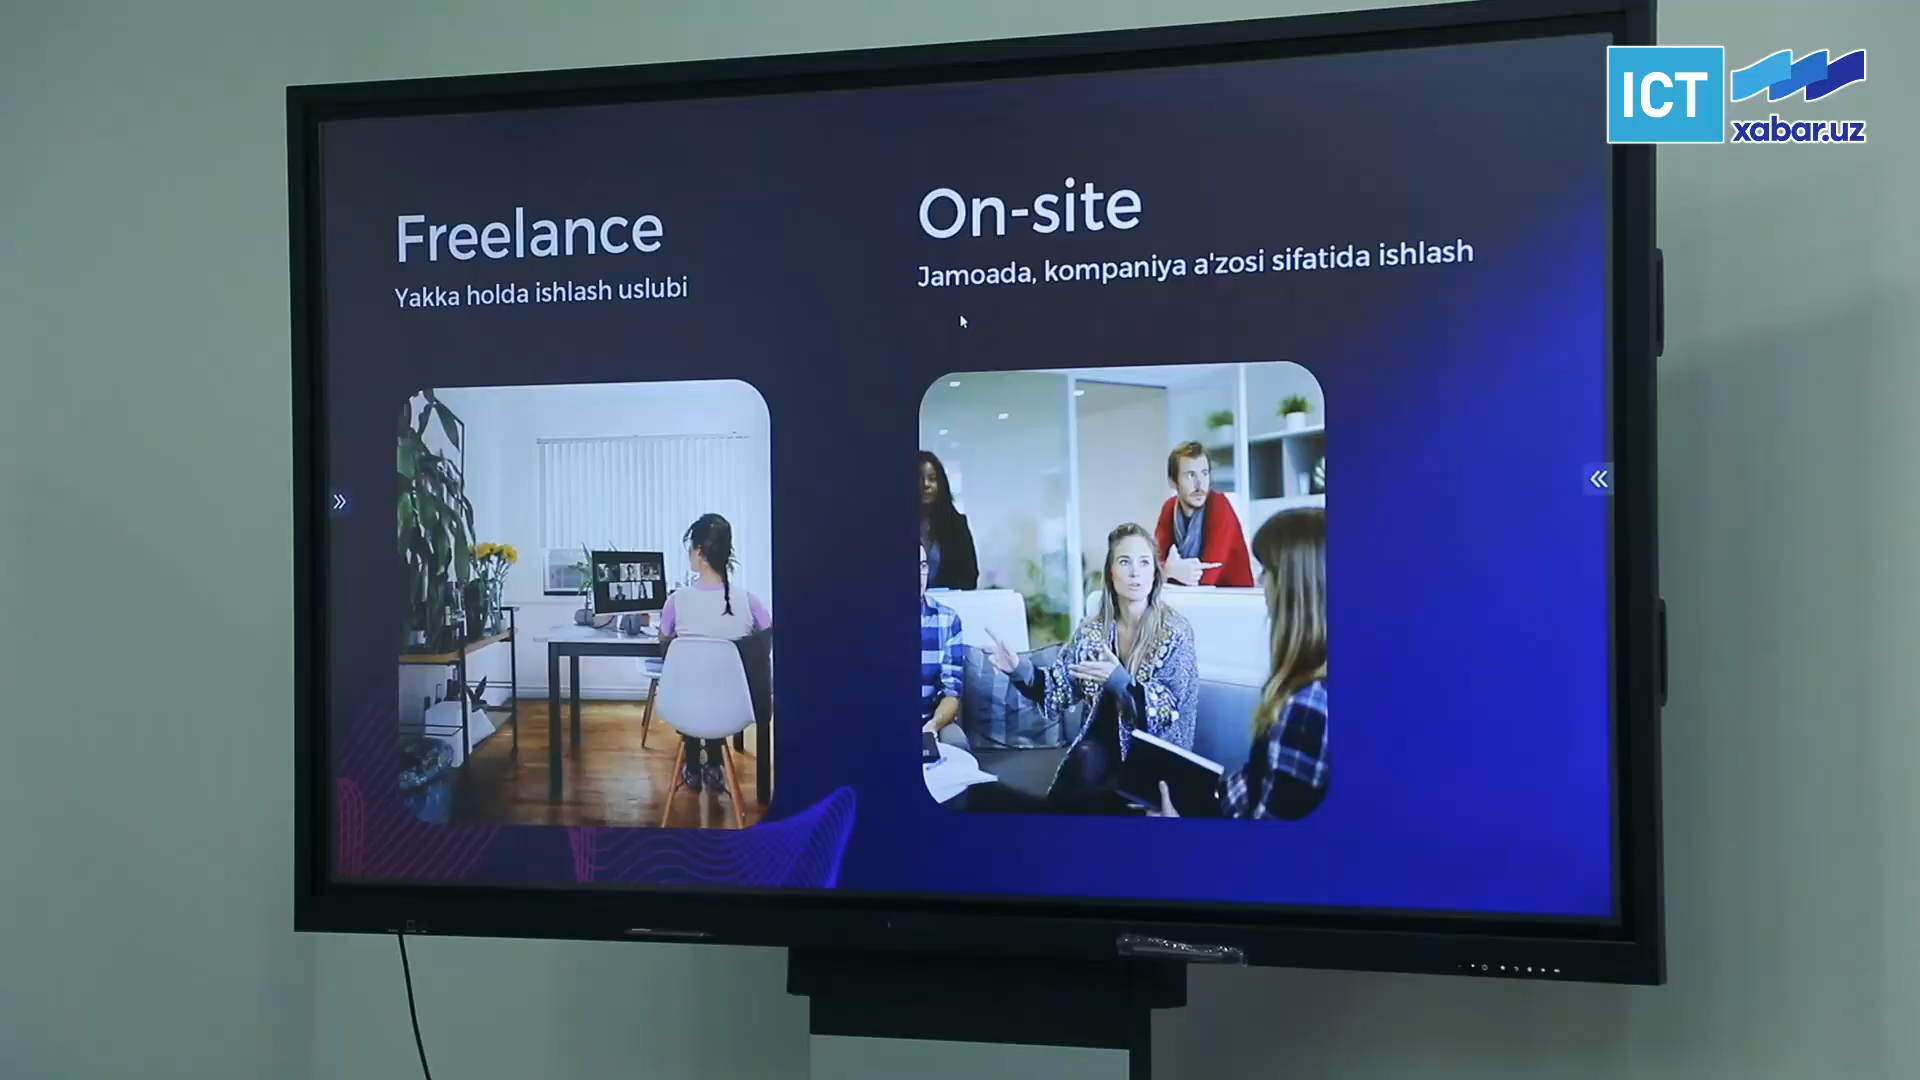 ICT
xabar.uz
Freelance
Yakka holda ishlash uslubi
On-site
Jamoada, kompaniya a'zosi sifatida ishlash